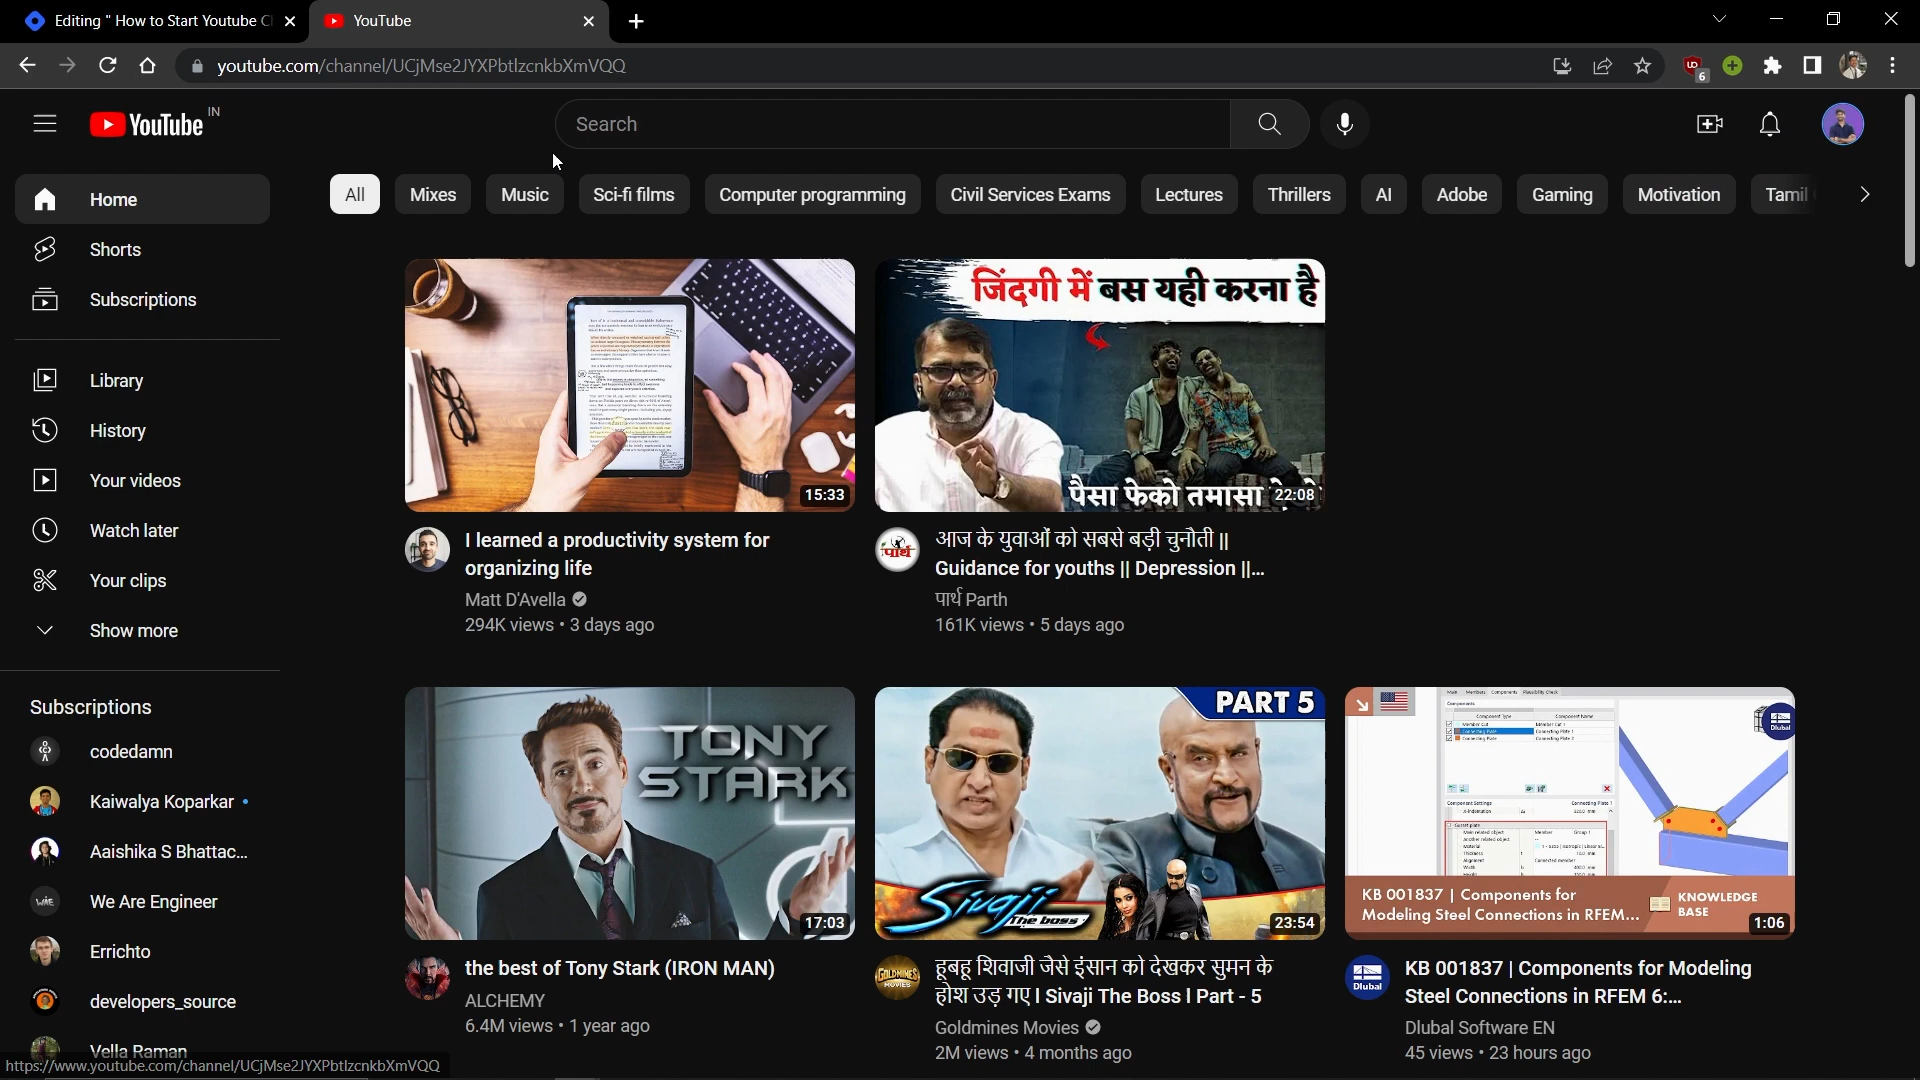 Editing " How to Start Youtube C
YouTube
youtube.com/channel/UCjMse2JYXPbtlzcnkbXmVQQ
6
YouTube IN
Search
Home
Shorts
Subscriptions
Library
History
Your videos
Watch later
Your clips
Show more
Subscriptions
codedamn
Kaiwalya Koparkar
Aaishika S Bhattac...
We Are Engineer
Errichto
developers_source
Vella Raman
https://www.youtube.com/channel/UCjMse2JYXPbtlzcnkbXmVQQ
All
Mixes
Music
Sci-fi films
Computer programming
Civil Services Exams
Lectures
Thrillers
AI
Adobe
Gaming
Motivation
Tamil
15:33
I learned a productivity system for
organizing life
Matt D'Avella
294K views • 3 days ago
जिंदगी में बस यही करना है
पैसा फेको तमासा
22:08
आज के युवाओं को सबसे बड़ी चुनौती ||
Guidance for youths || Depression ||...
पार्थ Parth
161K views • 5 days ago
TONY
STARK
17:03
the best of Tony Stark (IRON MAN)
ALCHEMY
6.4M views • 1 year ago
PART 5
Sivaji
The boss
23:54
GOLDMINES
MOVIES
हूबहू शिवाजी जैसे इंसान को देखकर सुमन के
होश उड़ गए I Sivaji The Boss I Part - 5
Goldmines Movies
2M views • 4 months ago
Dlubal
KB 001837 | Components for
Modeling Steel Connections in RFEM...
KNOWLEDGE
BASE
1:06
Dlubal
KB 001837 | Components for Modeling
Steel Connections in RFEM 6:...
Dlubal Software EN
45 views • 23 hours ago